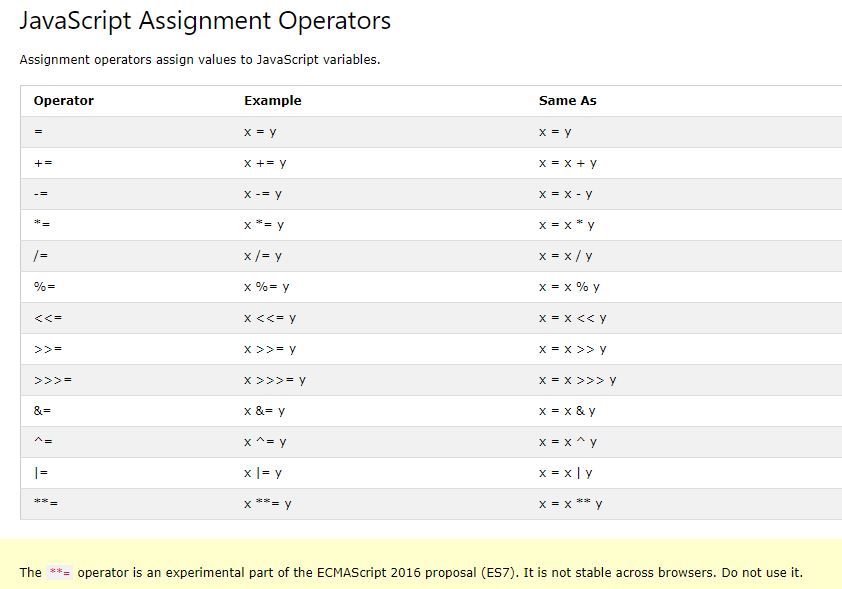 JavaScript Assignment Operators
Assignment operators assign values to JavaScript variables.
Operator Example Same As
= x = y x = y
+= x += y x = x + y
-= x -= y x = x - y
*= x *= y x = x * y
/= x /= y x = x / y
%= x %= y x = x % y
<<= x <<= y x = x << y
>>= x >>= y x = x >> y
>>>= x >>>= y x = x >>> y
&= x &= y x = x & y
^= x ^= y x = x ^ y
|= x |= y x = x | y
**= x **= y x = x ** y
The **= operator is an experimental part of the ECMAScript 2016 proposal (ES7). It is not stable across browsers. Do not use it.